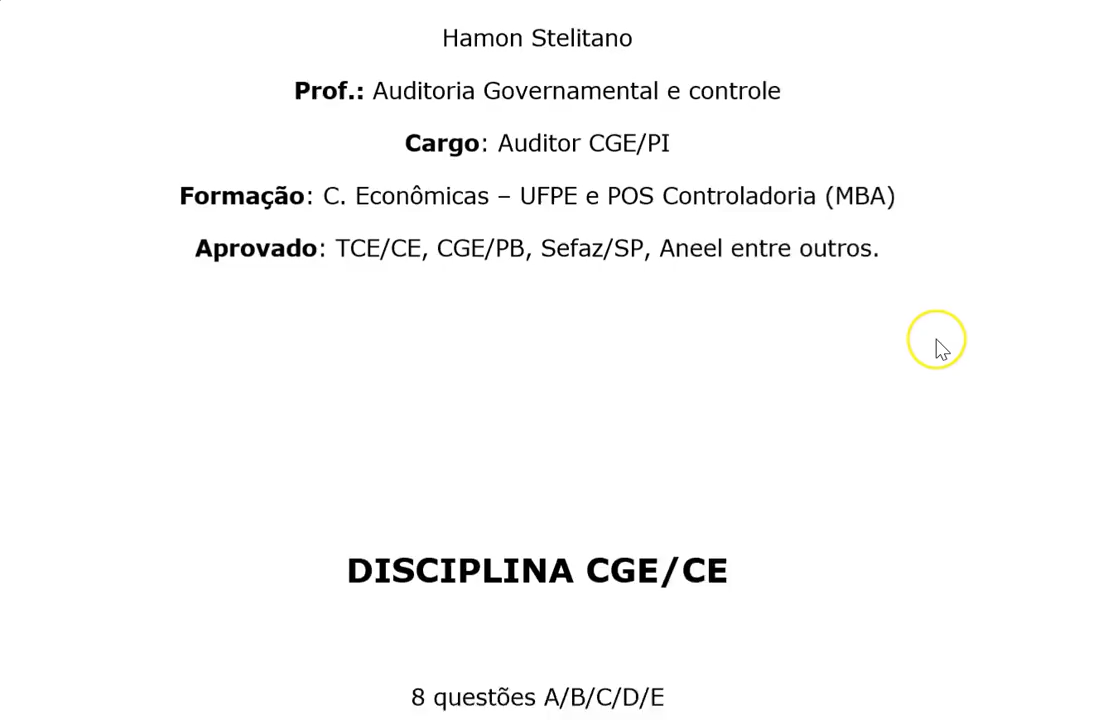 Hamon Stelitano
Prof.: Auditoria Governamental e controle
Cargo: Auditor CGE/PI
Formação: C. Econômicas – UFPE e POS Controladoria (MBA)
Aprovado: TCE/CE, CGE/PB, Sefaz/SP, Aneel entre outros.
DISCIPLINA CGE/CE
8 questões A/B/C/D/E